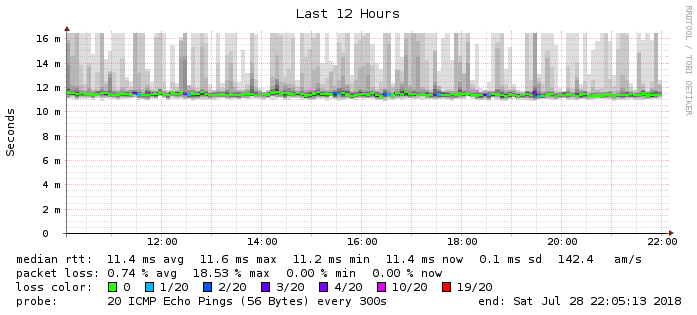 Last 12 Hours
RRDTOOL / TOBI OETIKER
Seconds
16 m
14 m
12 m
10 m
8 m
6 m
4 m
2 m
0
12:00 14:00 16:00 18:00 20:00 22:00
median rtt: 11.4 ms avg 11.6 ms max 11.2 ms min 11.4 ms now 0.1 ms sd 142.4 am/s
packet loss: 0.74 % avg 18.53 % max 0.00 % min 0.00 % now
loss color: 0 1/20 2/20 3/20 4/20 10/20 19/20
probe: 20 ICMP Echo Pings (56 Bytes) every 300s end: Sat Jul 28 22:05:13 2018